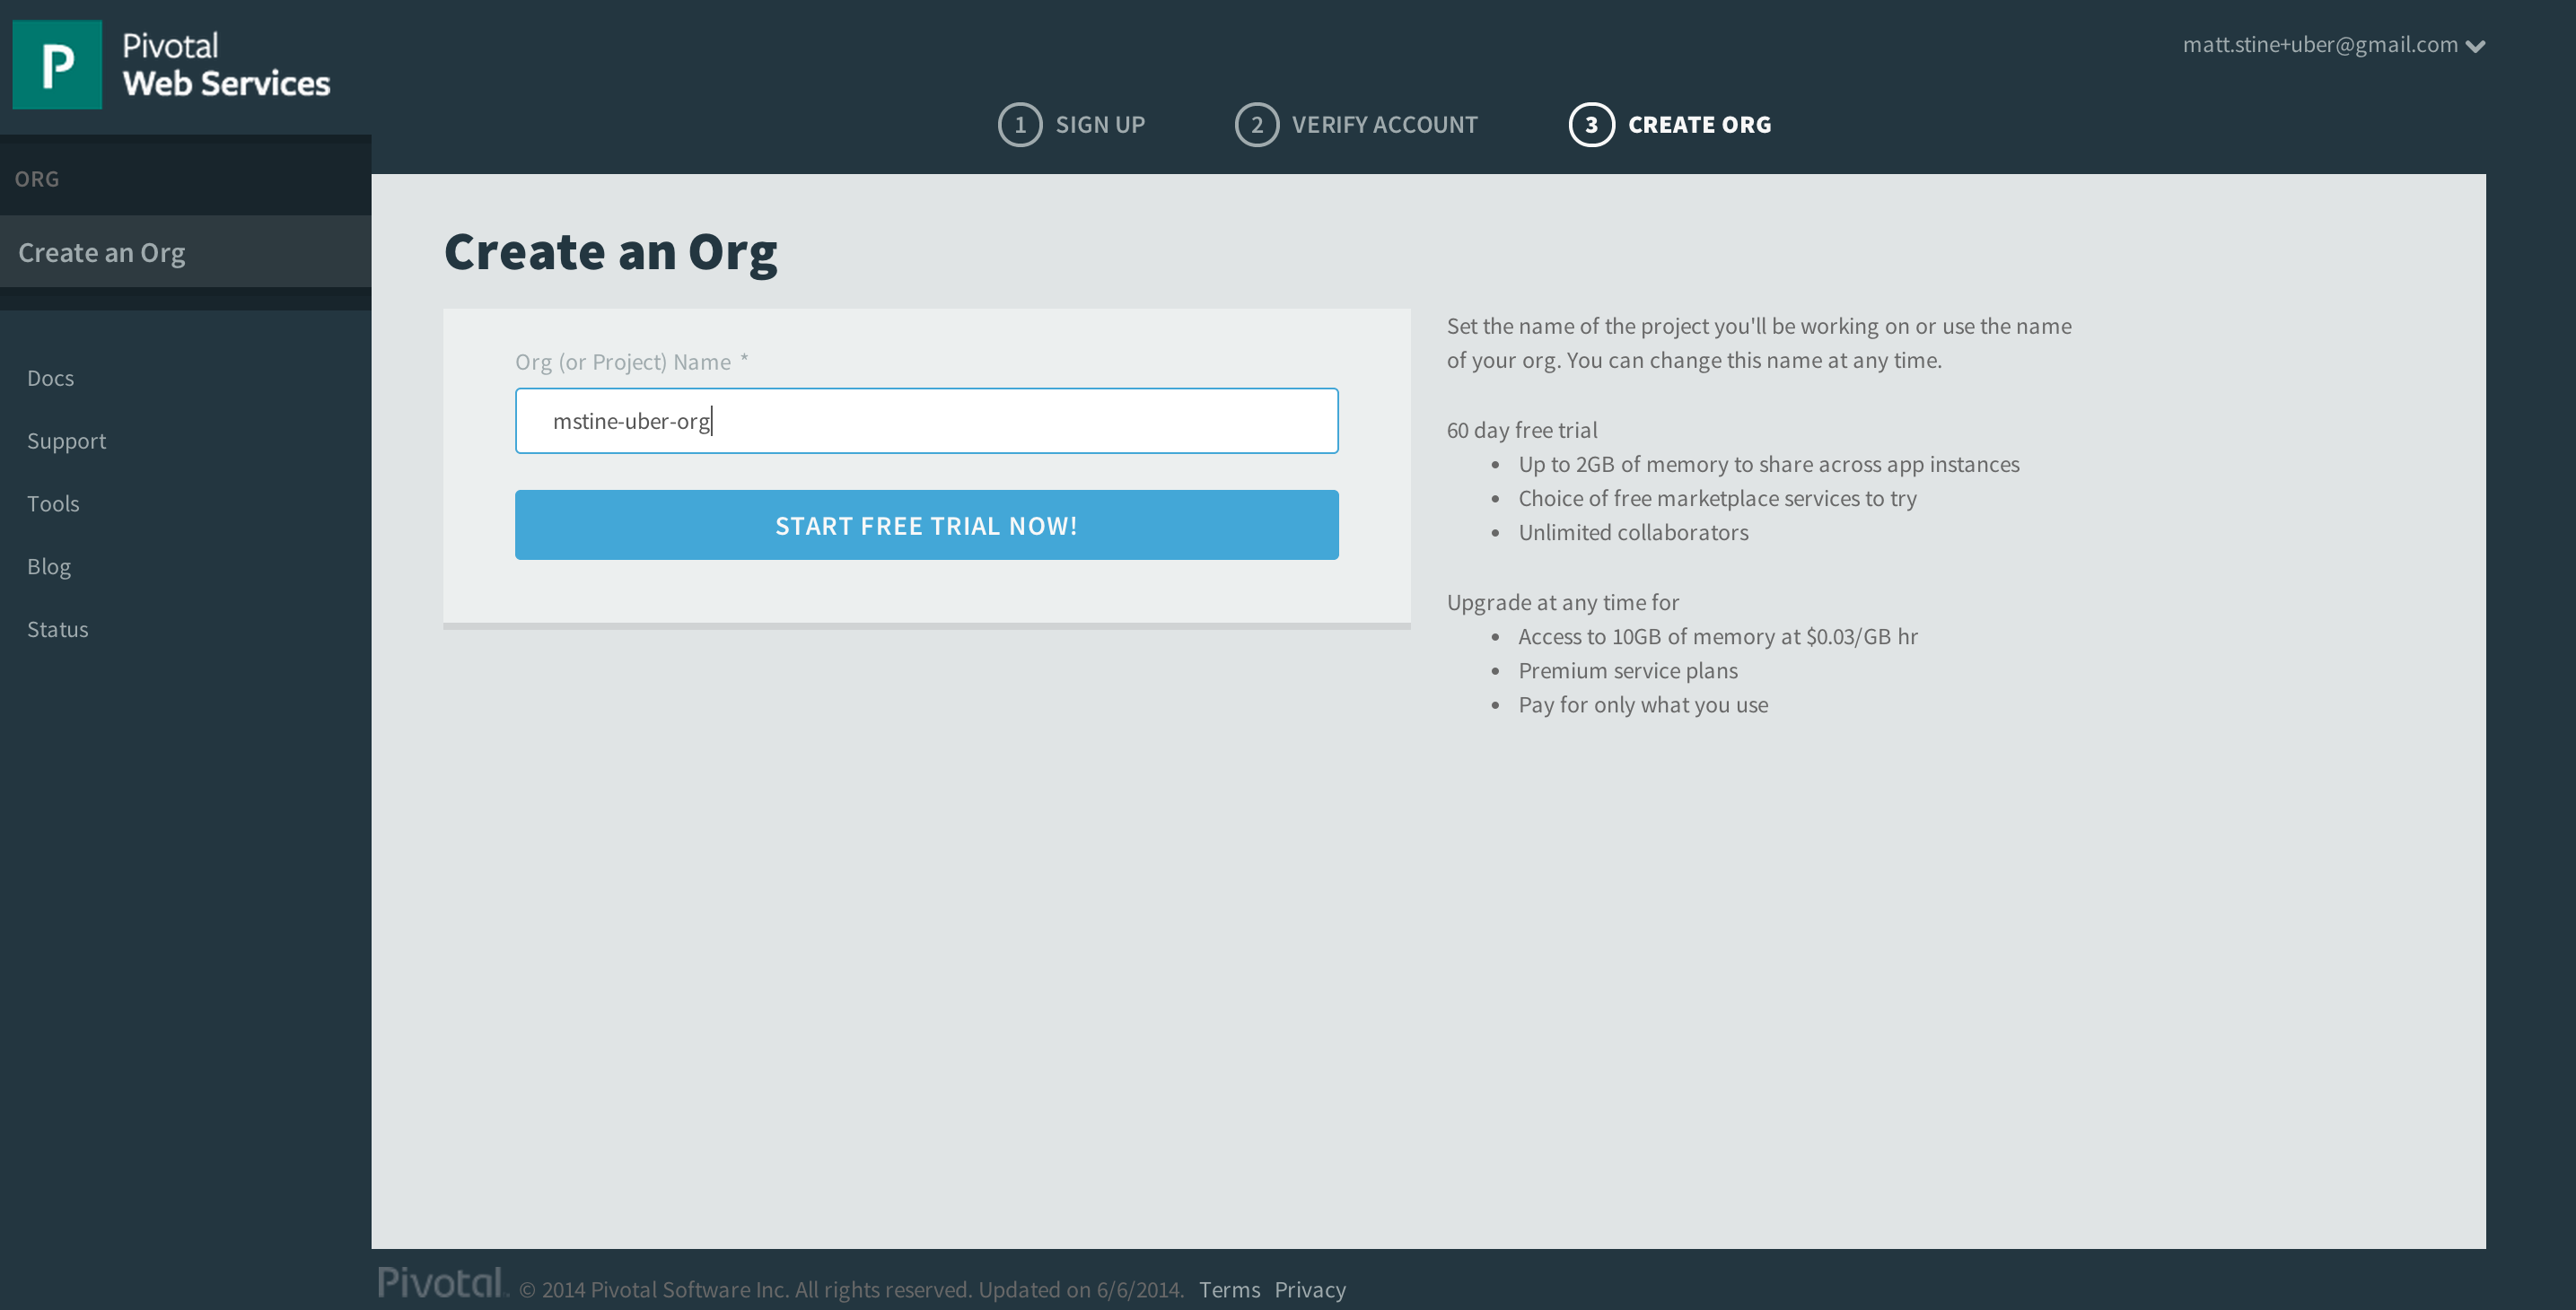 P
Pivotal
Web Services
matt.stine+uber@gmail.com
1 SIGN UP
2 VERIFY ACCOUNT
3 CREATE ORG
ORG
Create an Org
Docs
Support
Tools
Blog
Status
Create an Org
Org (or Project) Name *
mstine-uber-org
START FREE TRIAL NOW!
Set the name of the project you'll be working on or use the name
of your org. You can change this name at any time.
60 day free trial
• Up to 2GB of memory to share across app instances
• Choice of free marketplace services to try
• Unlimited collaborators
Upgrade at any time for
• Access to 10GB of memory at $0.03/GB hr
• Premium service plans
• Pay for only what you use
Pivotal © 2014 Pivotal Software Inc. All rights reserved. Updated on 6/6/2014. Terms Privacy